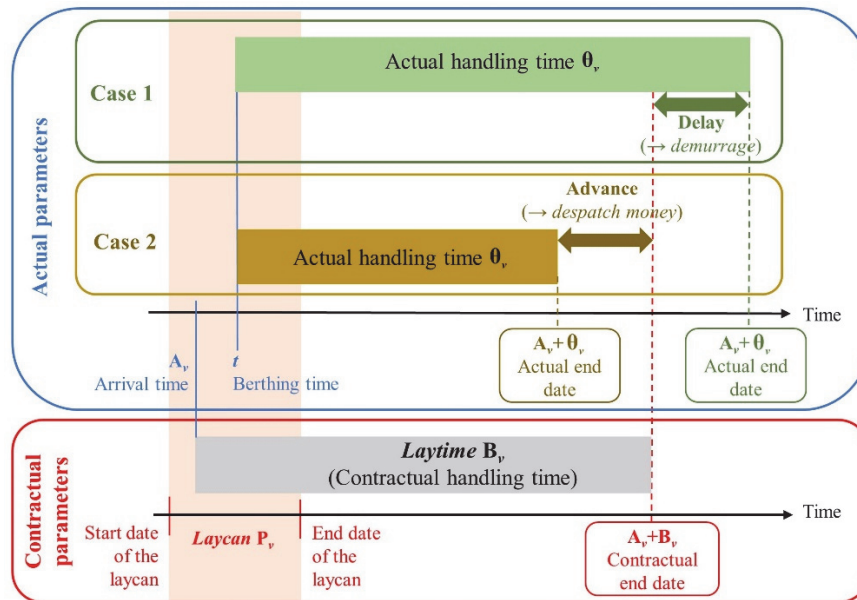 Actual parameters
Case 1
Actual handling time θv
Delay
(→ demurrage)
Case 2
Advance
(→ despatch money)
Actual handling time θv
Time
Av
Arrival time
t
Berthing time
Av+ θv
Actual end
date
Av+ θv
Actual end
date
Contractual
parameters
Laytime Bv
(Contractual handling time)
Time
Start date
of the
laycan
Laycan Pv
End date
of the
laycan
Av+Bv
Contractual
end date